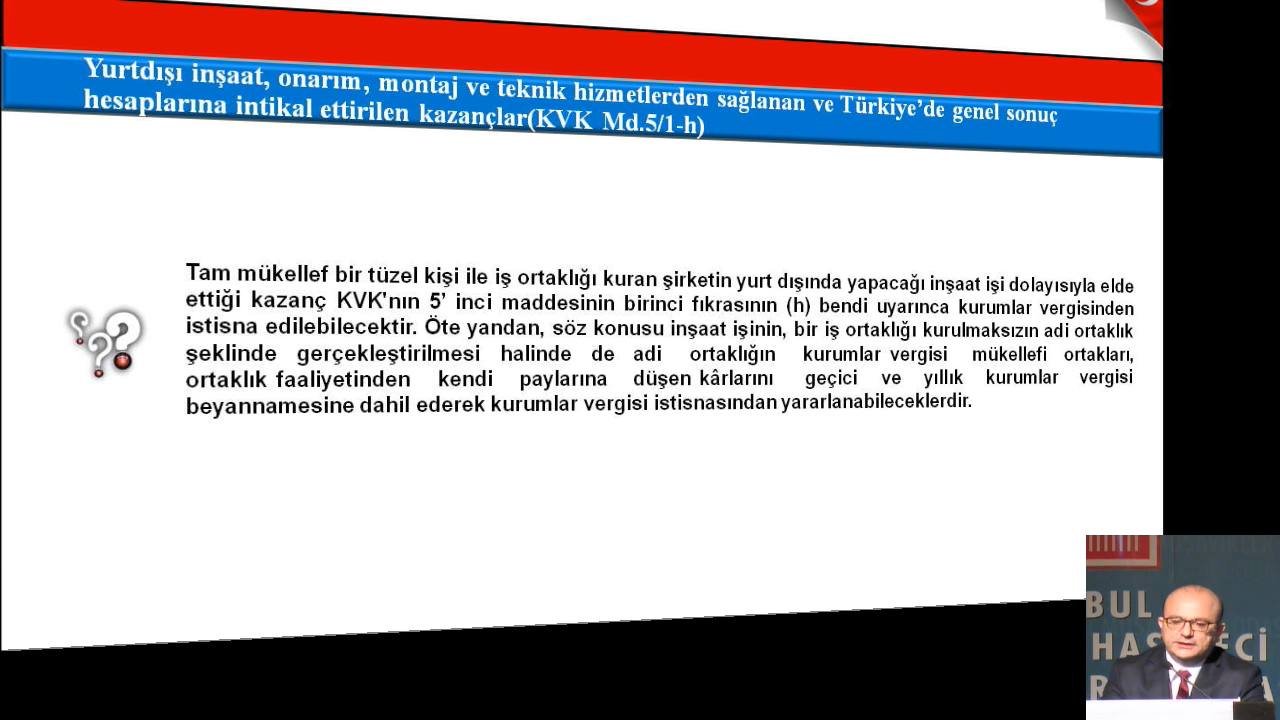 Yurtdışı inşaat, onarım, montaj ve teknik hizmetlerden sağlanan ve Türkiye’de genel sonuç
hesaplarına intikal ettirilen kazançlar(KVK Md.5/1-h)
Tam mükellef bir tüzel kişi ile iş ortaklığı kuran şirketin yurt dışında yapacağı inşaat işi dolayısıyla elde
ettiği kazanç KVK’nın 5’ inci maddesinin birinci fıkrasının (h) bendi uyarınca kurumlar vergisinden
istisna edilebilecektir. Öte yandan, söz konusu inşaat işinin, bir iş ortaklığı kurulmaksızın adi ortaklık
şeklinde gerçekleştirilmesi halinde de adi ortaklığın kurumlar vergisi mükellefi ortakları,
ortaklık faaliyetinden kendi paylarına düşen kârlarını geçici ve yıllık kurumlar vergisi
beyannamesine dahil ederek kurumlar vergisi istisnasından yararlanabileceklerdir.
BUL